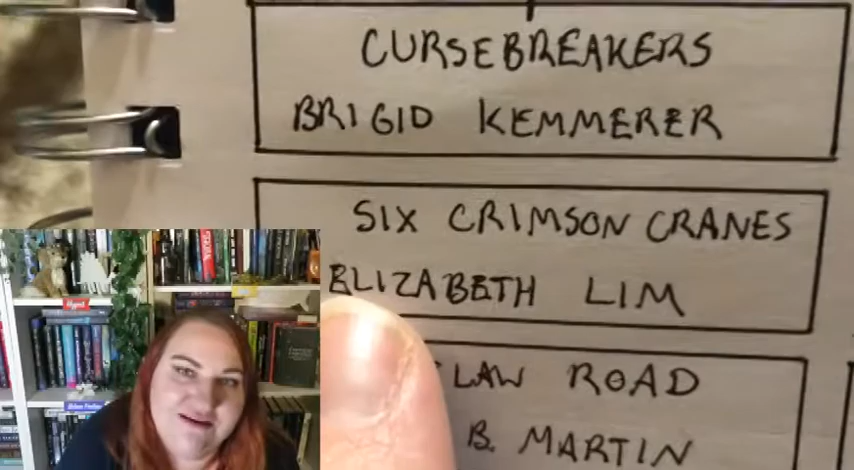 CURSEBREAKERS
BRIGID KEMMERER
SIX CRIMSON CRANES
ELIZABETH LIM
LAW ROAD
B. MARTIN